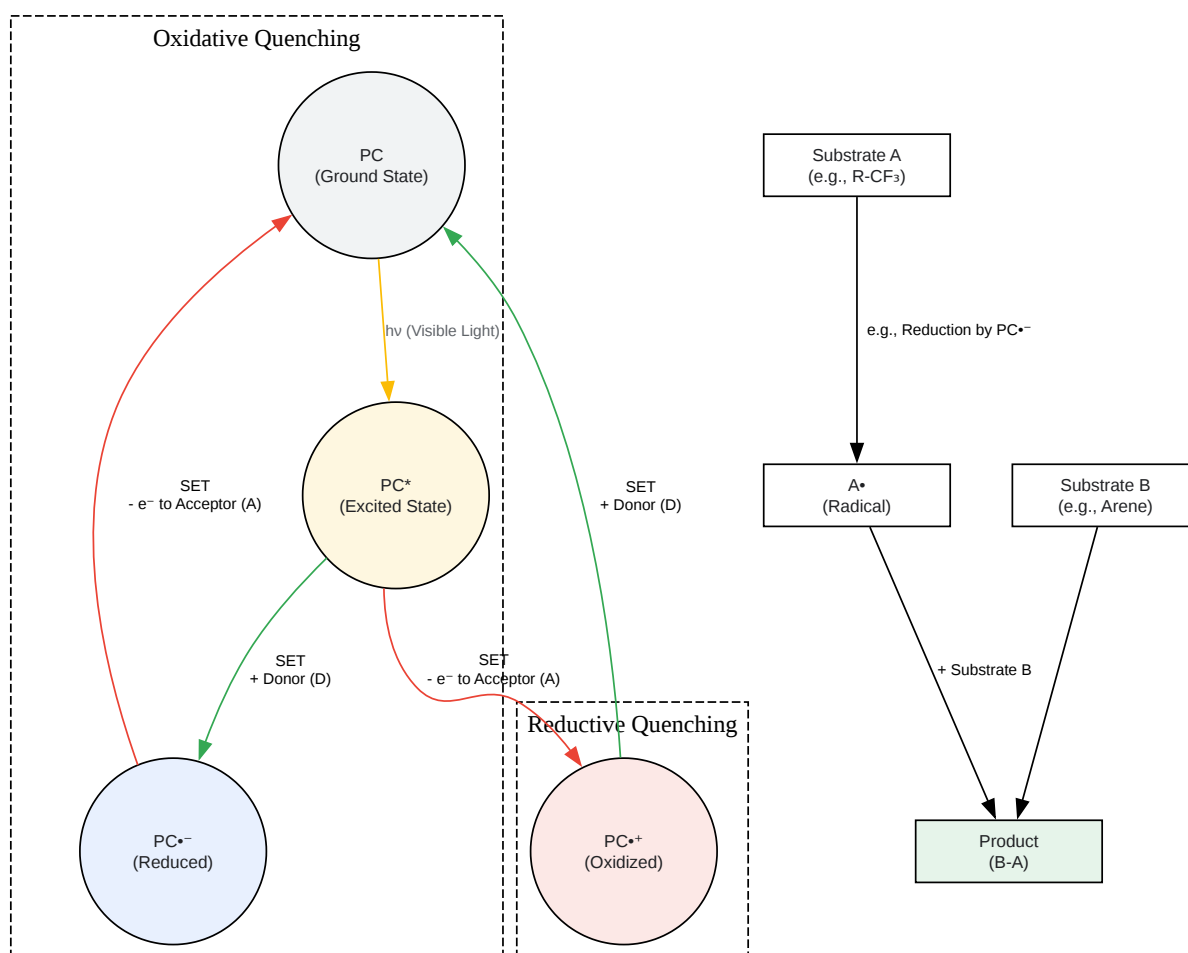 Oxidative Quenching
PC
(Ground State)
hν (Visible Light)
PC*
(Excited State)
SET
- e⁻ to Acceptor (A)
SET
+ Donor (D)
SET
+ Donor (D)
SET
- e⁻ to Acceptor (A)
Reductive Quenching
PC•⁻
(Reduced)
PC•⁺
(Oxidized)
Substrate A
(e.g., R-CF₃)
e.g., Reduction by PC•⁻
A•
(Radical)
Substrate B
(e.g., Arene)
+ Substrate B
Product
(B-A)